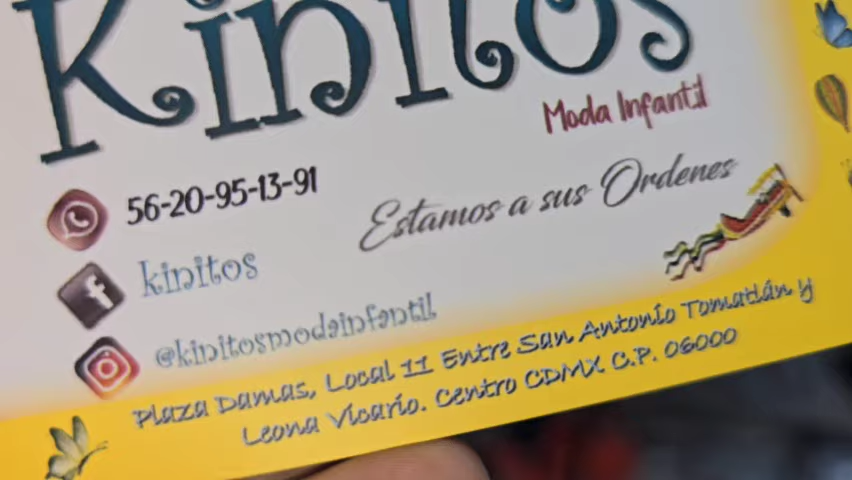 Kinitos
Moda Infantil
56-20-95-13-91
Estamos a sus Ordenes
kinitos
@kinitosmodainfantil
Plaza Damas, Local 11 Entre San Antonio Tomatlán y
Leona Vicario. Centro CDMX C.P. 06000